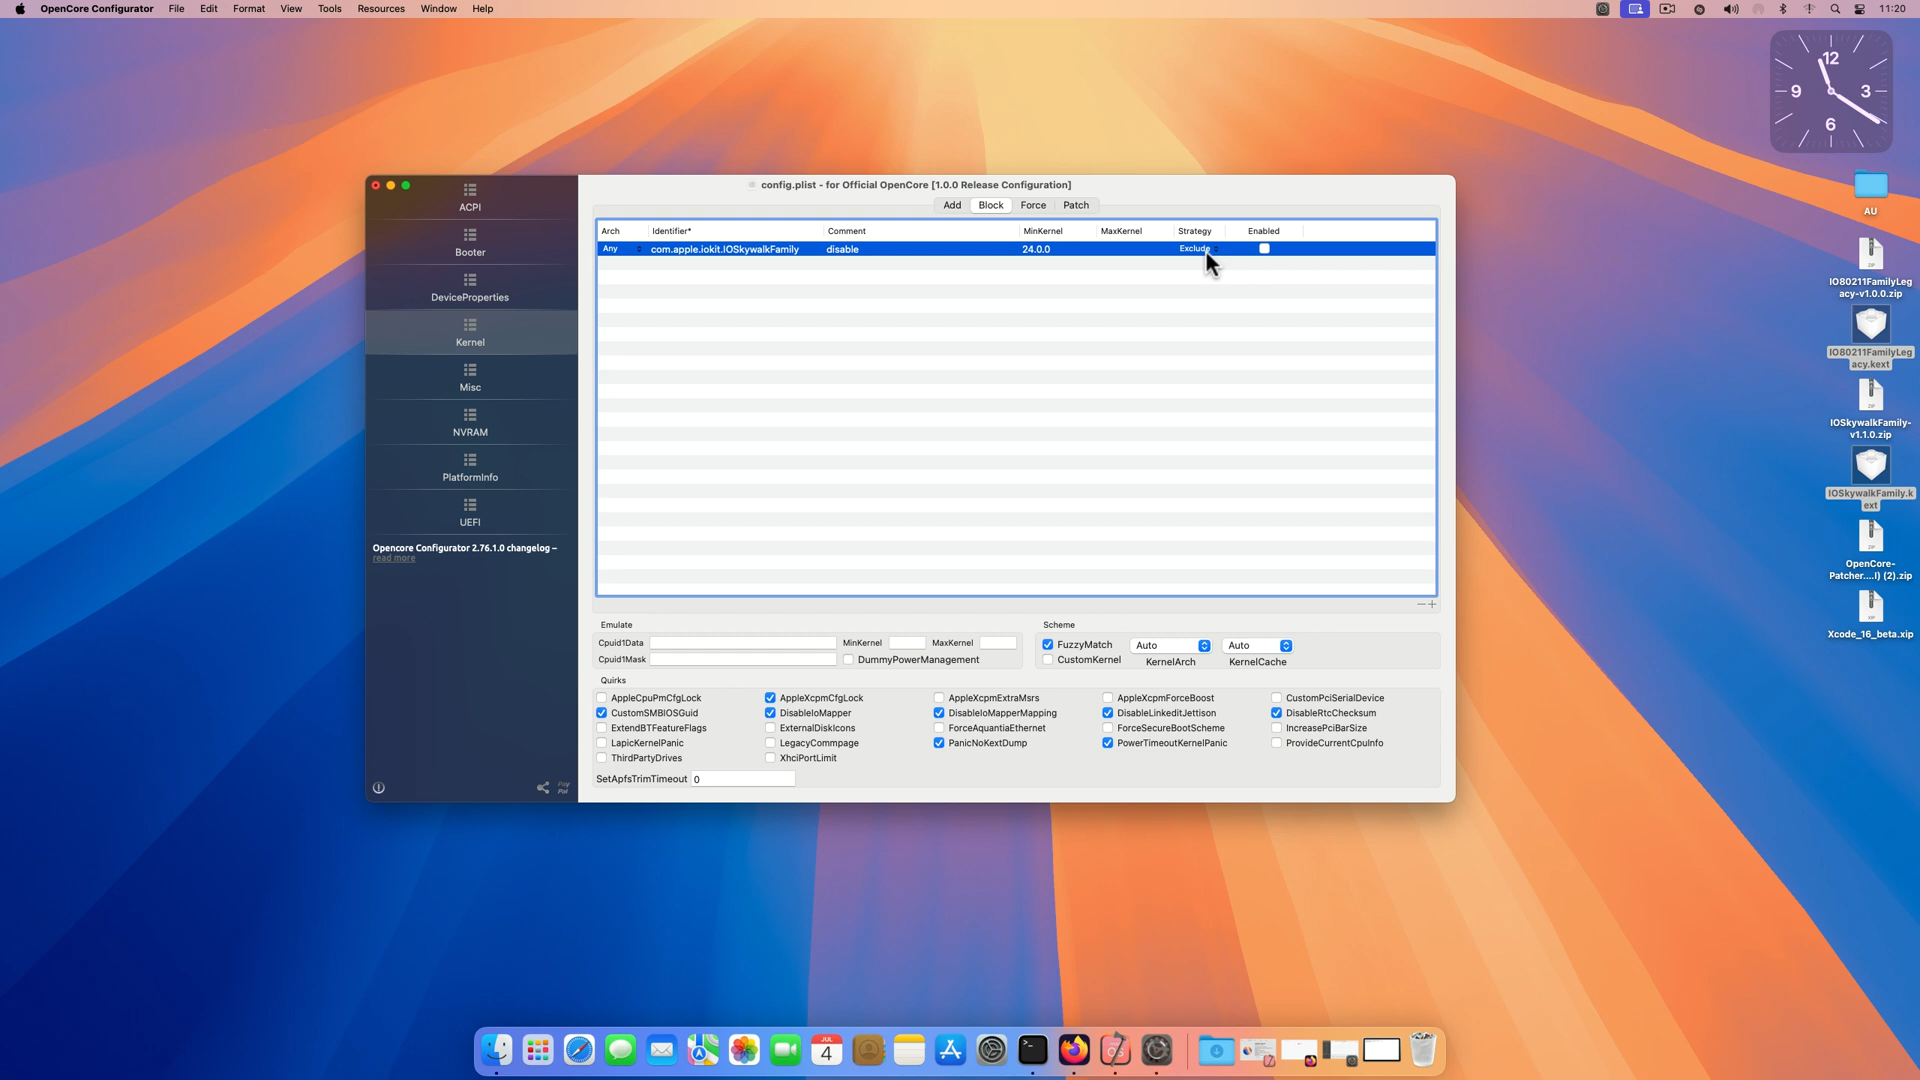 OpenCore Configurator File Edit Format View Tools Resources Window Help 11:20
12
9 3
6
AU
IO80211FamilyLeg
acy-v1.0.0.zip
IO80211FamilyLeg
acy.kext
IOSkywalkFamily-
v1.1.0.zip
IOSkywalkFamily.k
ext
OpenCore-
Patcher....I) (2).zip
Xcode_16_beta.xip
ACPI
Booter
DeviceProperties
Kernel
Misc
NVRAM
PlatformInfo
UEFI
Opencore Configurator 2.76.1.0 changelog –
read more
Pay
Pal
config.plist - for Official OpenCore [1.0.0 Release Configuration]
Add Block Force Patch
Arch Identifier* Comment MinKernel MaxKernel Strategy Enabled
Any com.apple.iokit.IOSkywalkFamily disable 24.0.0 Exclude
Emulate
Cpuid1Data MinKernel MaxKernel
Cpuid1Mask DummyPowerManagement
Scheme
FuzzyMatch Auto Auto
CustomKernel KernelArch KernelCache
Quirks
AppleCpuPmCfgLock AppleXcpmCfgLock AppleXcpmExtraMsrs AppleXcpmForceBoost CustomPciSerialDevice
CustomSMBIOSGuid DisableIoMapper DisableIoMapperMapping DisableLinkeditJettison DisableRtcChecksum
ExtendBTFeatureFlags ExternalDiskIcons ForceAquantiaEthernet ForceSecureBootScheme IncreasePciBarSize
LapicKernelPanic LegacyCommpage PanicNoKextDump PowerTimeoutKernelPanic ProvideCurrentCpuInfo
ThirdPartyDrives XhciPortLimit
SetApfsTrimTimeout 0
JUL
4